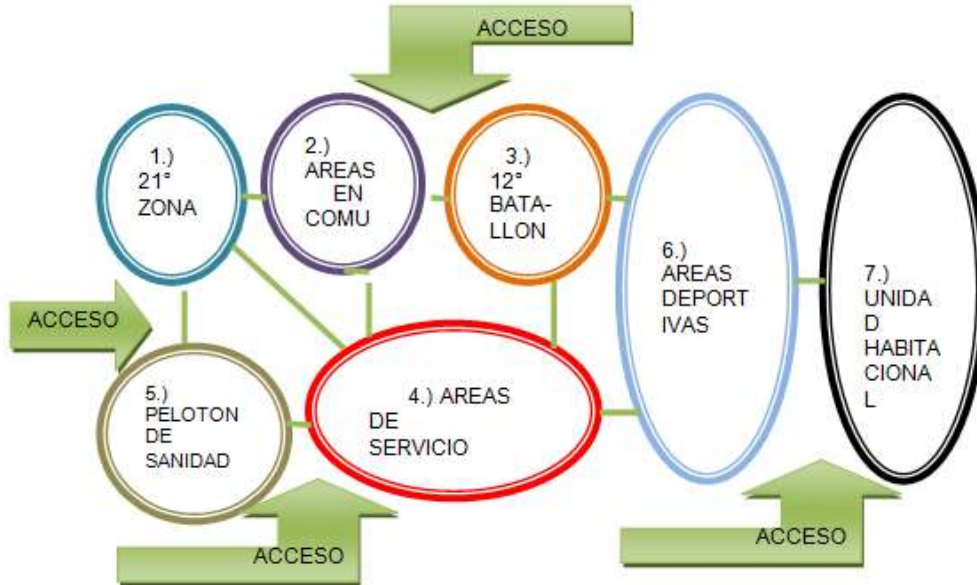 ACCESO
1.)
21°
ZONA
2.)
AREAS
EN
COMU
3.)
12°
BATA-
LLON
6.)
AREAS
DEPORT
IVAS
7.)
UNIDA
D
HABITA
CIONAL
L
ACCESO
5.)
PELOTON
DE
SANIDAD
4.) AREAS
DE
SERVICIO
ACCESO
ACCESO